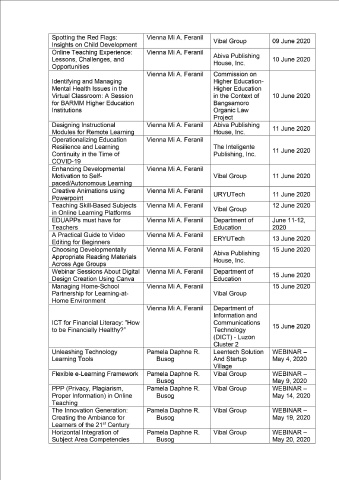 Spotting the Red Flags: Insights on Child Development | Vienna Mi A. Feranil | Vibal Group | 09 June 2020
Online Teaching Experience: Lessons, Challenges, and Opportunities | Vienna Mi A. Feranil | Abiva Publishing House, Inc. | 10 June 2020
Identifying and Managing Mental Health Issues in the Virtual Classroom: A Session for BARMM Higher Education Institutions | Vienna Mi A. Feranil | Commission on Higher Education- Higher Education in the Context of Bangsamoro Organic Law Project | 10 June 2020
Designing Instructional Modules for Remote Learning | Vienna Mi A. Feranil | Abiva Publishing House, Inc. | 11 June 2020
Operationalizing Education Resilience and Learning Continuity in the Time of COVID-19 | Vienna Mi A. Feranil | The Inteligente Publishing, Inc. | 11 June 2020
Enhancing Developmental Motivation to Self-paced/Autonomous Learning | Vienna Mi A. Feranil | Vibal Group | 11 June 2020
Creative Animations using Powerpoint | Vienna Mi A. Feranil | URYUTech | 11 June 2020
Teaching Skill-Based Subjects in Online Learning Platforms | Vienna Mi A. Feranil | Vibal Group | 12 June 2020
EDUAPPs must have for Teachers | Vienna Mi A. Feranil | Department of Education | June 11-12, 2020
A Practical Guide to Video Editing for Beginners | Vienna Mi A. Feranil | ERYUTech | 13 June 2020
Choosing Developmentally Appropriate Reading Materials Across Age Groups | Vienna Mi A. Feranil | Abiva Publishing House, Inc. | 15 June 2020
Webinar Sessions About Digital Design Creation Using Canva | Vienna Mi A. Feranil | Department of Education | 15 June 2020
Managing Home-School Partnership for Learning-at-Home Environment | Vienna Mi A. Feranil | Vibal Group | 15 June 2020
ICT for Financial Literacy: "How to be Financially Healthy?" | Vienna Mi A. Feranil | Department of Information and Communications Technology (DICT) - Luzon Cluster 2 | 15 June 2020
Unleashing Technology Learning Tools | Pamela Daphne R. Busog | Leentech Solution And Startup Village | WEBINAR – May 4, 2020
Flexible e-Learning Framework | Pamela Daphne R. Busog | Vibal Group | WEBINAR – May 9, 2020
PPP (Privacy, Plagiarism, Proper Information) in Online Teaching | Pamela Daphne R. Busog | Vibal Group | WEBINAR – May 14, 2020
The Innovation Generation: Creating the Ambiance for Learners of the 21st Century | Pamela Daphne R. Busog | Vibal Group | WEBINAR – May 19, 2020
Horizontal Integration of Subject Area Competencies | Pamela Daphne R. Busog | Vibal Group | WEBINAR – May 20, 2020